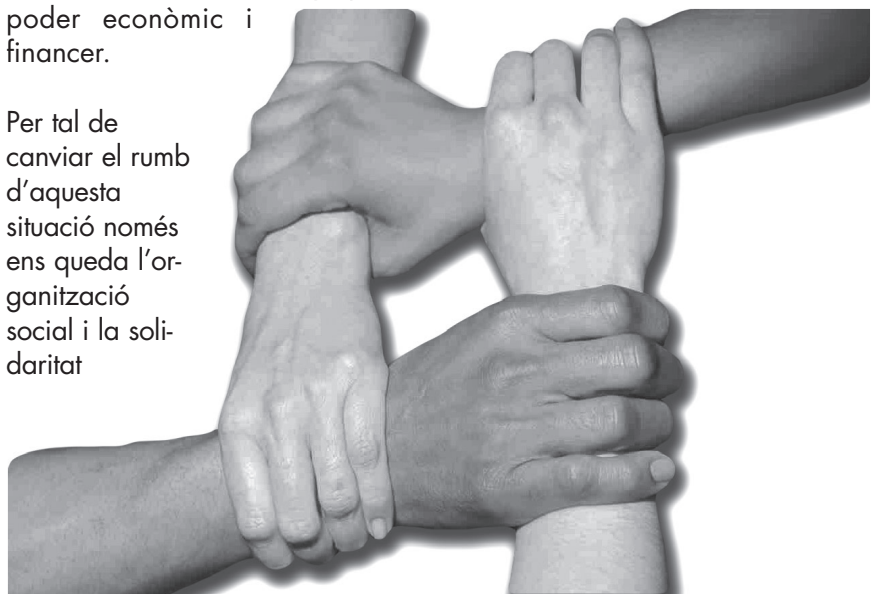 poder econòmic i
financer.
Per tal de
canviar el rumb
d'aquesta
situació només
ens queda l'or-
ganització
social i la soli-
daritat